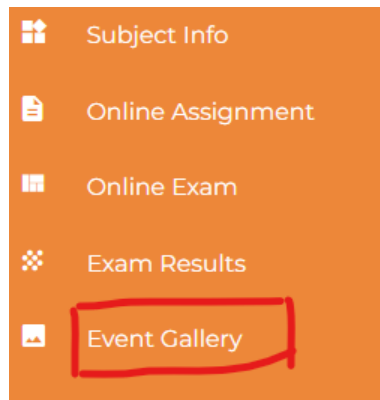 Subject Info
Online Assignment
Online Exam
Exam Results
Event Gallery